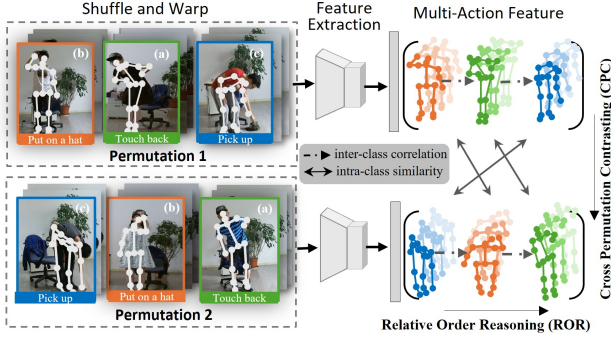 Shuffle and Warp
Feature
Extraction
Multi-Action Feature
(b)
(a)
(c)
Put on a hat
Touch back
Pick up
Permutation 1
inter-class correlation
intra-class similarity
(c)
(b)
(a)
Pick up
Put on a hat
Touch back
Permutation 2
Feature
Extraction
Relative Order Reasoning (ROR)
Cross Permutation Contrasting (CPC)